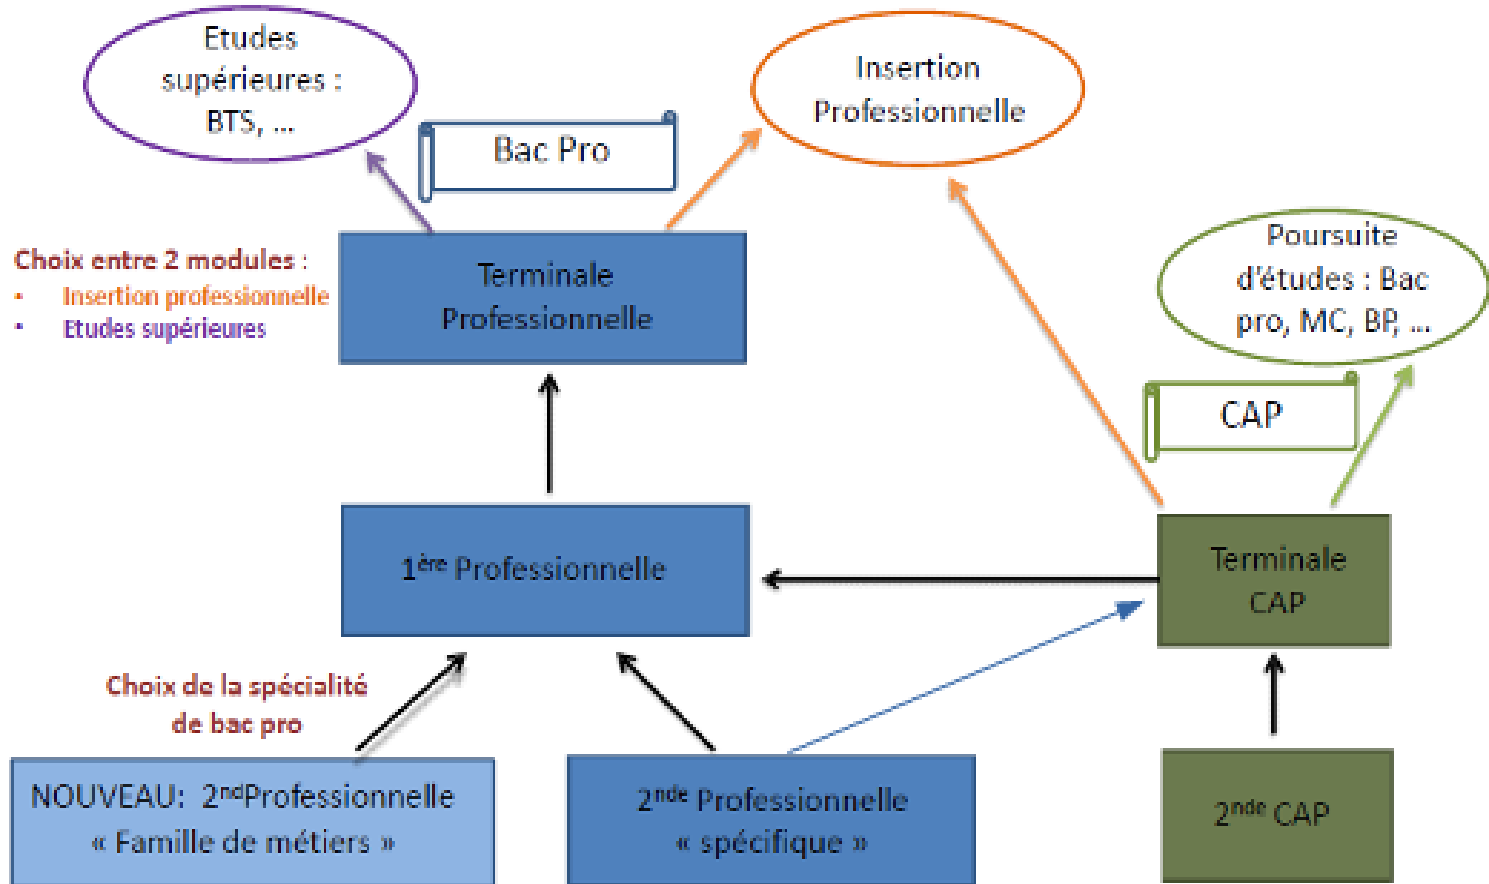 Etudes
supérieures :
BTS, ...
Insertion
Professionnelle
Bac Pro
Poursuite
d'études : Bac
pro, MC, BP, ...
Choix entre 2 modules :
• Insertion professionnelle
• Etudes supérieures
Terminale
Professionnelle
CAP
1ère Professionnelle
Terminale
CAP
Choix de la spécialité
de bac pro
NOUVEAU: 2ndProfessionnelle
« Famille de métiers »
2nde Professionnelle
« spécifique »
2nde CAP